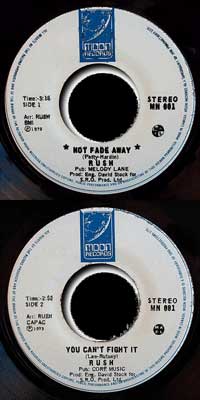 moon
RECORDS
Time:-3:16
SIDE 1
STEREO
MN 001
Arr: RUSH
BMI
℗ 1973
★ NOT FADE AWAY ★
(Petty-Hardin)
RUSH
Pub: MELODY LANE
Prod: Eng. David Stock for
S.R.O. Prod. Ltd.
moon
RECORDS
Time:-2:50
SIDE 2
STEREO
MN 001
Arr: RUSH
CAPAC
℗ 1973
YOU CAN'T FIGHT IT
(Lee-Rutsey)
RUSH
Pub: CORE MUSIC
Prod: Eng. David Stock for
S.R.O. Prod. Ltd.